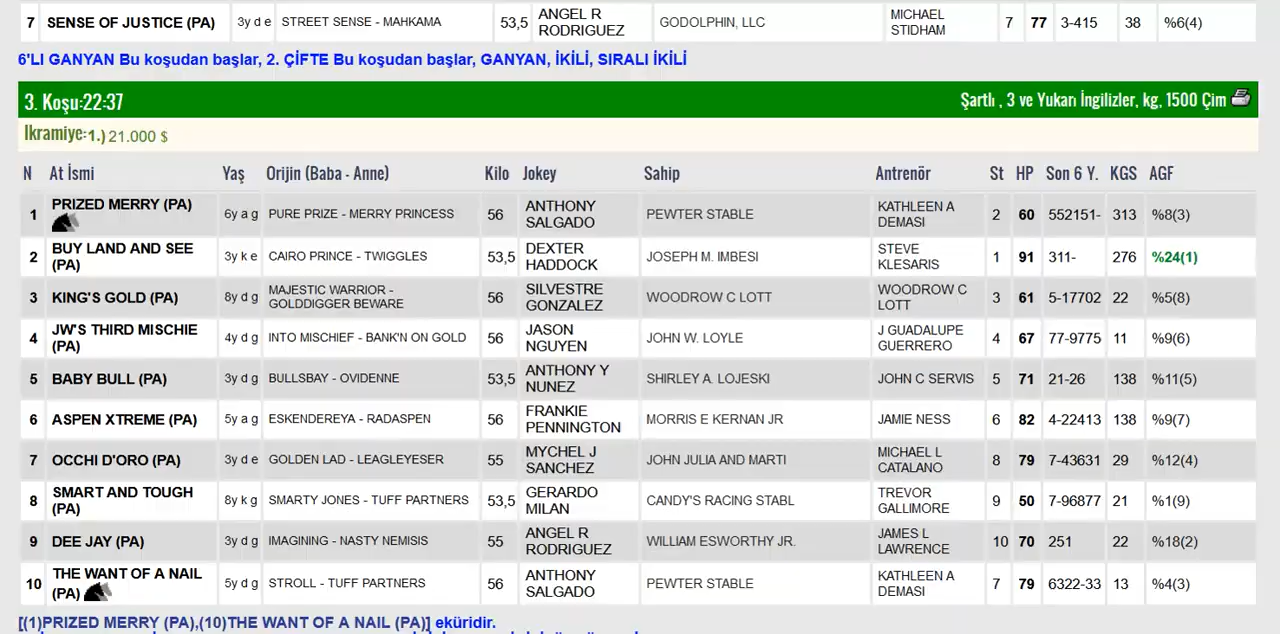 7 SENSE OF JUSTICE (PA) 3y d e STREET SENSE - MAHKAMA 53,5 ANGEL R RODRIGUEZ GODOLPHIN, LLC MICHAEL STIDHAM 7 77 3-415 38 %6(4)
6'LI GANYAN Bu koşudan başlar, 2. ÇİFTE Bu koşudan başlar, GANYAN, İKİLİ, SIRALI İKİLİ
3. Koşu:22:37 Şartlı , 3 ve Yukarı İngilizler, kg, 1500 Çim
Ikramiye:1.) 21.000 $
N At İsmi Yaş Orijin (Baba - Anne) Kilo Jokey Sahip Antrenör St HP Son 6 Y. KGS AGF
1 PRIZED MERRY (PA) 6y a g PURE PRIZE - MERRY PRINCESS 56 ANTHONY SALGADO PEWTER STABLE KATHLEEN A DEMASI 2 60 552151- 313 %8(3)
2 BUY LAND AND SEE (PA) 3y k e CAIRO PRINCE - TWIGGLES 53,5 DEXTER HADDOCK JOSEPH M. IMBESI STEVE KLESARIS 1 91 311- 276 %24(1)
3 KING'S GOLD (PA) 8y d g MAJESTIC WARRIOR - GOLDDIGGER BEWARE 56 SILVESTRE GONZALEZ WOODROW C LOTT WOODROW C LOTT 3 61 5-17702 22 %5(8)
4 JW'S THIRD MISCHIE (PA) 4y d g INTO MISCHIEF - BANK'N ON GOLD 56 JASON NGUYEN JOHN W. LOYLE J GUADALUPE GUERRERO 4 67 77-9775 11 %9(6)
5 BABY BULL (PA) 3y d g BULLSBAY - OVIDENNE 53,5 ANTHONY Y NUNEZ SHIRLEY A. LOJESKI JOHN C SERVIS 5 71 21-26 138 %11(5)
6 ASPEN XTREME (PA) 5y a g ESKENDEREYA - RADASPEN 56 FRANKIE PENNINGTON MORRIS E KERNAN JR JAMIE NESS 6 82 4-22413 138 %9(7)
7 OCCHI D'ORO (PA) 3y d e GOLDEN LAD - LEAGLEYESER 55 MYCHEL J SANCHEZ JOHN JULIA AND MARTI MICHAEL L CATALANO 8 79 7-43631 29 %12(4)
8 SMART AND TOUGH (PA) 8y k g SMARTY JONES - TUFF PARTNERS 53,5 GERARDO MILAN CANDY'S RACING STABL TREVOR GALLIMORE 9 50 7-96877 21 %1(9)
9 DEE JAY (PA) 3y d g IMAGINING - NASTY NEMISIS 55 ANGEL R RODRIGUEZ WILLIAM ESWORTHY JR. JAMES L LAWRENCE 10 70 251 22 %18(2)
10 THE WANT OF A NAIL (PA) 5y d g STROLL - TUFF PARTNERS 56 ANTHONY SALGADO PEWTER STABLE KATHLEEN A DEMASI 7 79 6322-33 13 %4(3)
[(1)PRIZED MERRY (PA),(10)THE WANT OF A NAIL (PA)] eküridir.